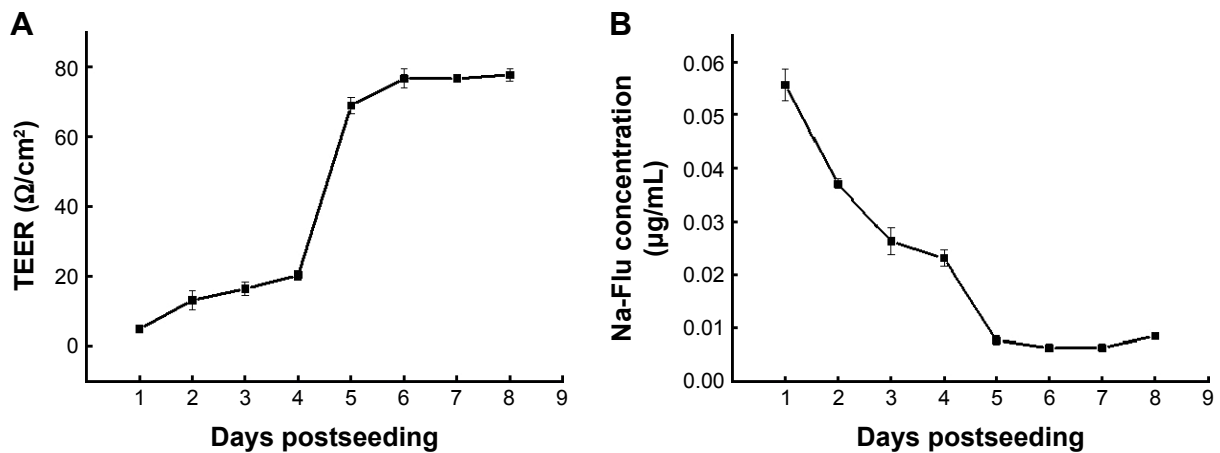 A
TEER (Ω/cm²)
80
60
40
20
0
1 2 3 4 5 6 7 8 9
Days postseeding
B
Na-Flu concentration
(µg/mL)
0.06
0.05
0.04
0.03
0.02
0.01
0.00
1 2 3 4 5 6 7 8 9
Days postseeding